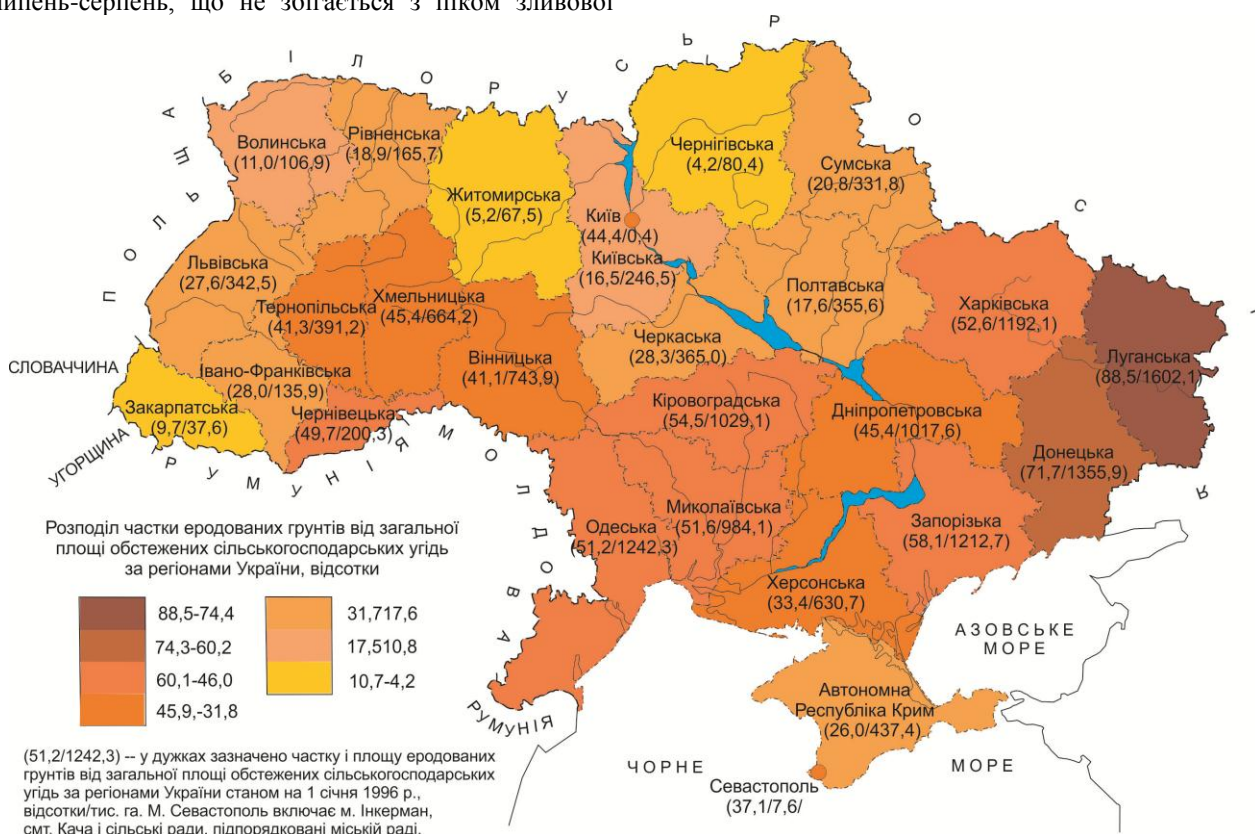 липень-серпень, що не збігається з піком зливової
БІЛОРУСЬ
РОСІЯ
ПОЛЬЩА
Волинська
(11,0/106,9)
Рівненська
(18,9/165,7)
Житомирська
(5,2/67,5)
Чернігівська
(4,2/80,4)
Сумська
(20,8/331,8)
Київ
(44,4/0,4)
Київська
(16,5/246,5)
Львівська
(27,6/342,5)
Тернопільська
(41,3/391,2)
Хмельницька
(45,4/664,2)
Полтавська
(17,6/355,6)
Харківська
(52,6/1192,1)
Луганська
(88,5/1602,1)
Черкаська
(28,3/365,0)
Вінницька
(41,1/743,9)
СЛОВАЧЧИНА
Івано-Франківська
(28,0/135,9)
Закарпатська
(9,7/37,6)
Чернівецька
(49,7/200,3)
УГОРЩИНА
РУМУНІЯ
МОЛДОВА
Кіровоградська
(54,5/1029,1)
Дніпропетровська
(45,4/1017,6)
Донецька
(71,7/1355,9)
Одеська
(51,2/1242,3)
Миколаївська
(51,6/984,1)
Запорізька
(58,1/1212,7)
Херсонська
(33,4/630,7)
АЗОВСЬКЕ
МОРЕ
Автономна
Республіка Крим
(26,0/437,4)
РУМУНІЯ
ЧОРНЕ МОРЕ
Севастополь
(37,1/7,6/
Розподіл частки еродованих грунтів від загальної
площі обстежених сільськогосподарських угідь
за регіонами України, відсотки
88,5-74,4
74,3-60,2
60,1-46,0
45,9,-31,8
31,717,6
17,510,8
10,7-4,2
(51,2/1242,3) -- у дужках зазначено частку і площу еродованих
грунтів від загальної площі обстежених сільськогосподарських
угідь за регіонами України станом на 1 січня 1996 р.,
відсотки/тис. га. М. Севастополь включає м. Інкерман,
смт. Кача і сільські ради, підпорядковані міській раді.